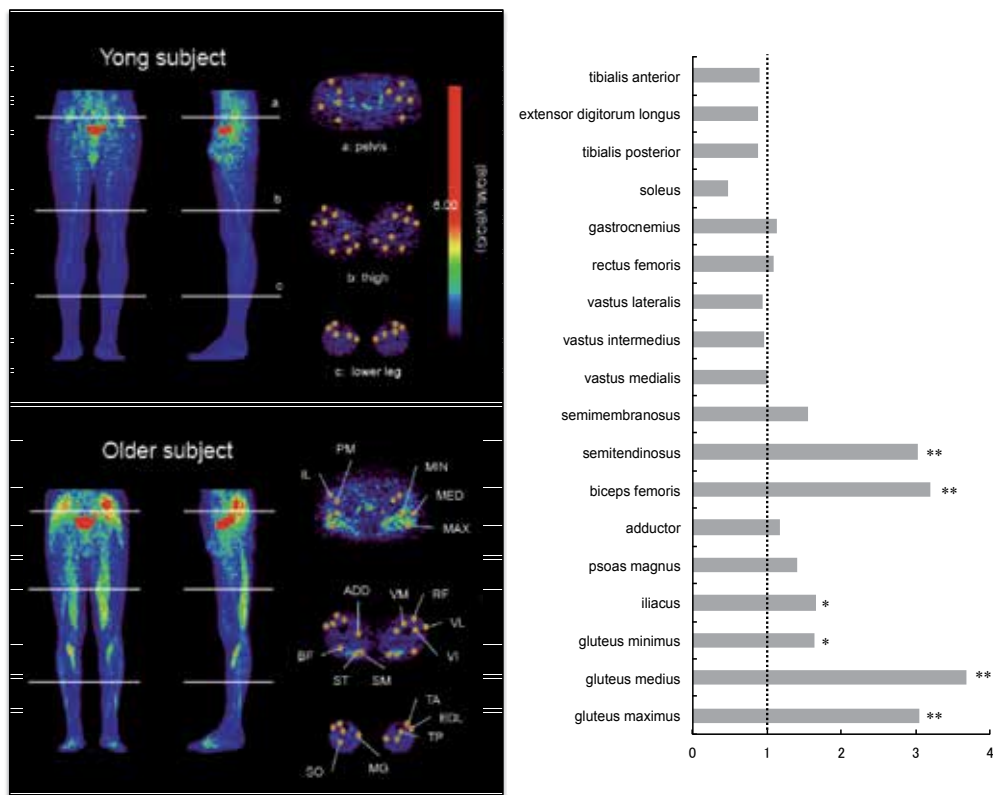 Yong subject
a
b
c
a: pelvis
b: thigh
c: lower leg
6.00
Older subject
IL
PM
MIN
MED
MAX
ADD
VM
RF
VL
VI
BF
ST
SM
TA
EDL
TP
SO
MG
tibialis anterior
extensor digitorum longus
tibialis posterior
soleus
gastrocnemius
rectus femoris
vastus lateralis
vastus intermedius
vastus medialis
semimembranosus
semitendinosus **
biceps femoris **
adductor
psoas magnus
iliacus *
gluteus minimus *
gluteus medius **
gluteus maximus **
0 1 2 3 4